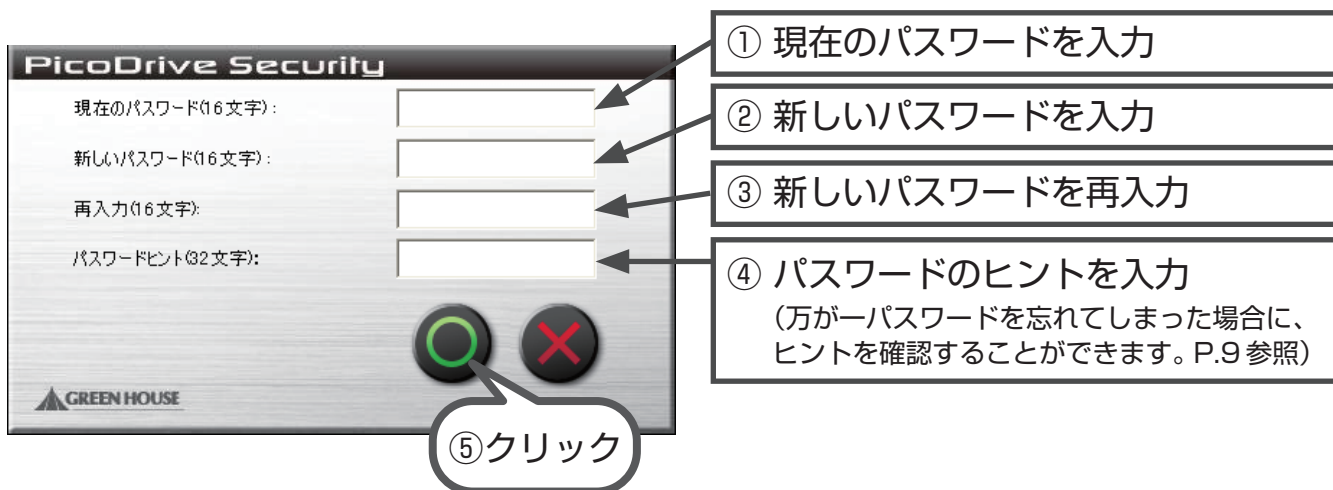 PicoDrive Security
現在のパスワード(16文字):
新しいパスワード(16文字):
再入力(16文字):
パスワードヒント(32文字):
GREEN HOUSE
① 現在のパスワードを入力
② 新しいパスワードを入力
③ 新しいパスワードを再入力
④ パスワードのヒントを入力
(万が一パスワードを忘れてしまった場合に、
ヒントを確認することができます。P.9 参照)
⑤クリック